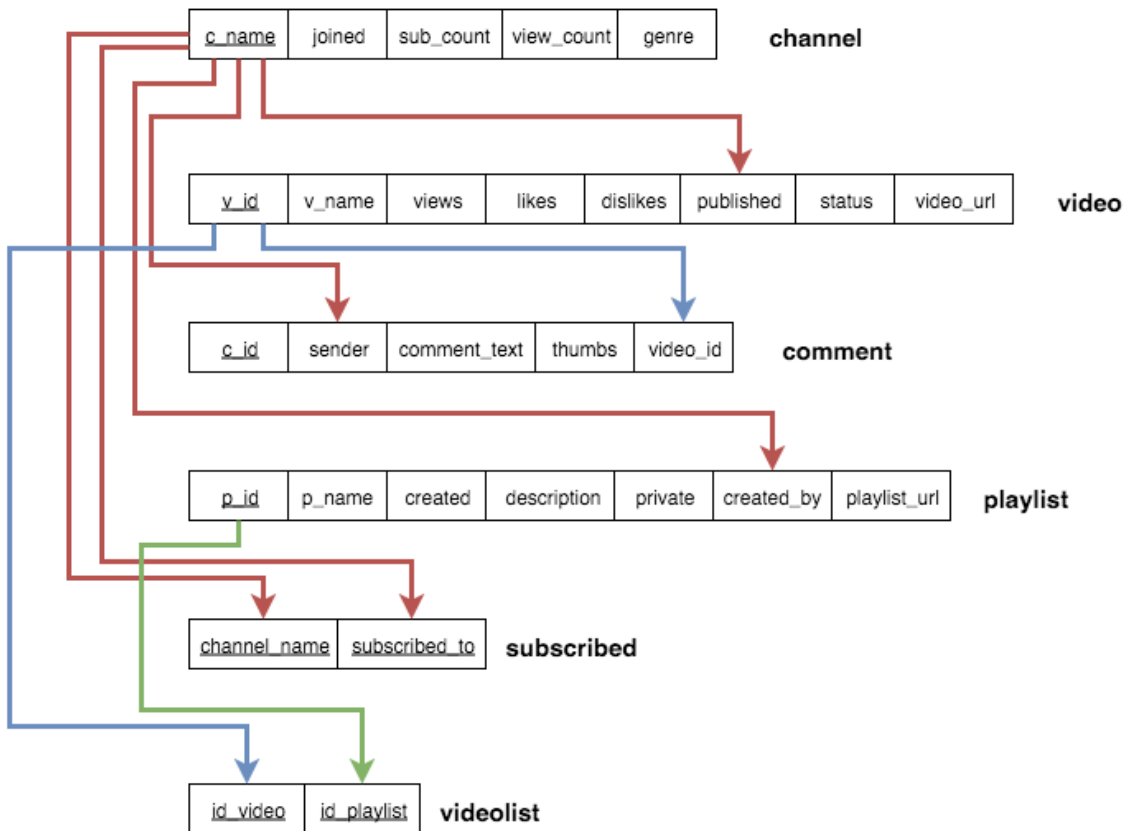 c_name joined sub_count view_count genre channel
v_id v_name views likes dislikes published status video_url video
c_id sender comment_text thumbs video_id comment
p_id p_name created description private created_by playlist_url playlist
channel_name subscribed_to subscribed
id_video id_playlist videolist